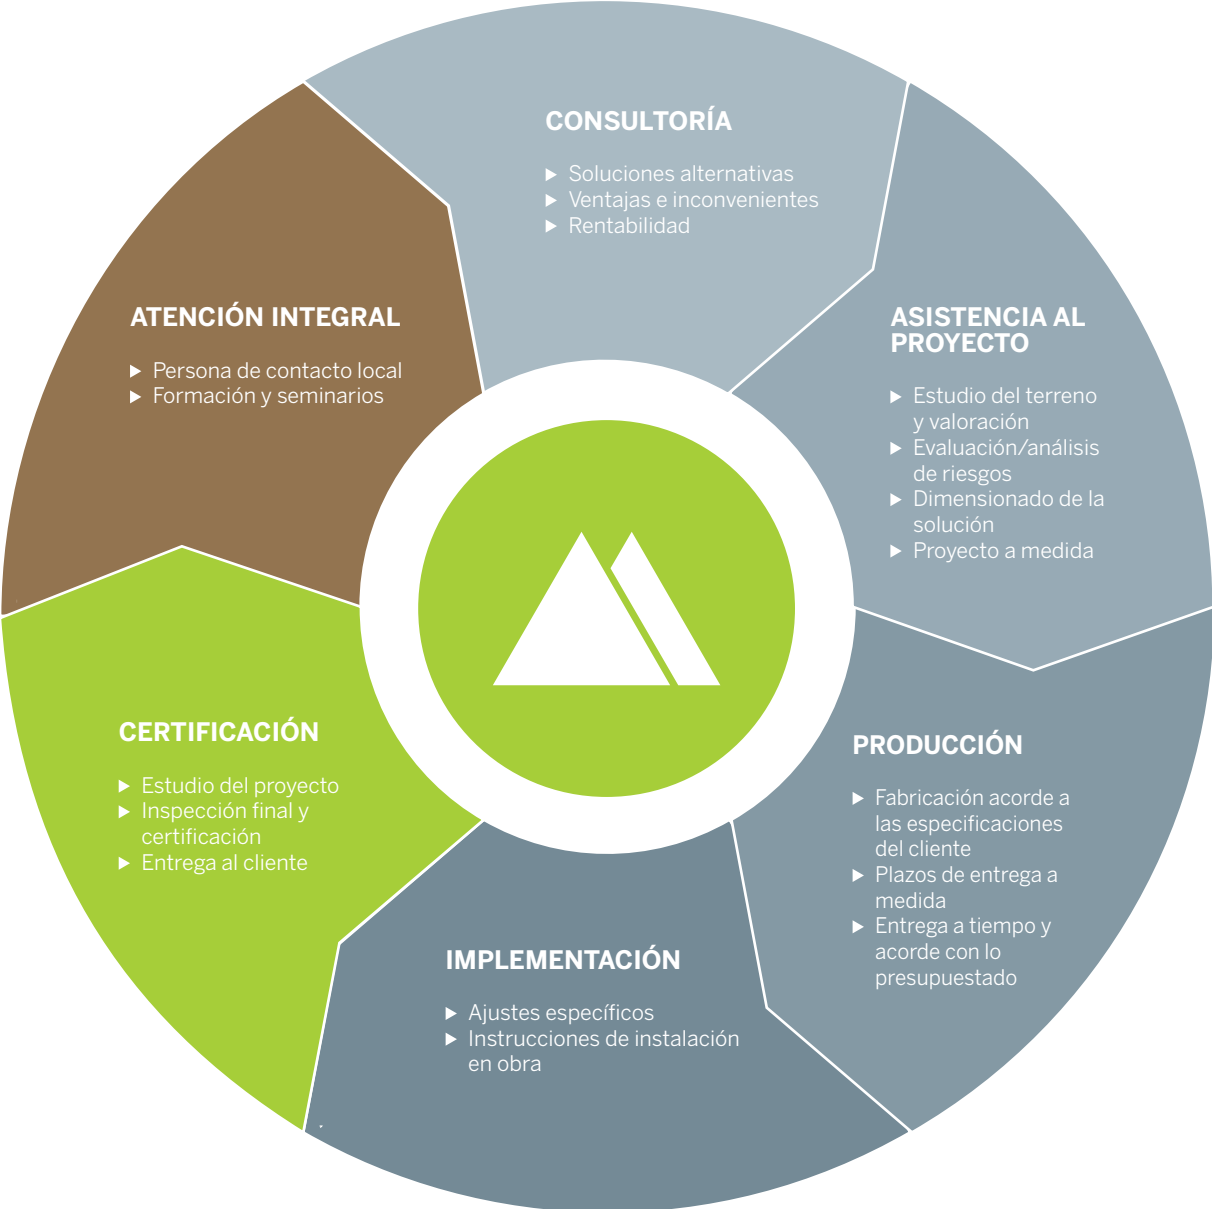 CONSULTORÍA
▶ Soluciones alternativas
▶ Ventajas e inconvenientes
▶ Rentabilidad
ASISTENCIA AL
PROYECTO
▶ Estudio del terreno
y valoración
▶ Evaluación/análisis
de riesgos
▶ Dimensionado de la
solución
▶ Proyecto a medida
PRODUCCIÓN
▶ Fabricación acorde a
las especificaciones
del cliente
▶ Plazos de entrega a
medida
▶ Entrega a tiempo y
acorde con lo
presupuestado
IMPLEMENTACIÓN
▶ Ajustes específicos
▶ Instrucciones de instalación
en obra
CERTIFICACIÓN
▶ Estudio del proyecto
▶ Inspección final y
certificación
▶ Entrega al cliente
ATENCIÓN INTEGRAL
▶ Persona de contacto local
▶ Formación y seminarios